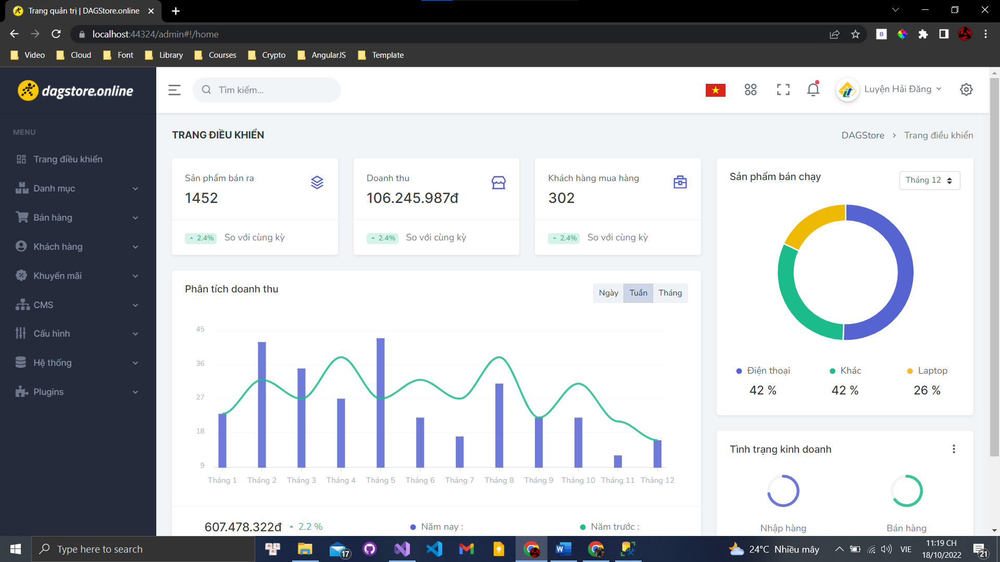 Trang quản trị | DAGStore.online
localhost:44324/admin#!/home
B
Video Cloud Font Library Courses Crypto AngularJS Template
dagstore.online
Tìm kiếm...
it
Luyện Hải Đăng
MENU
Trang điều khiển
Danh mục
Bán hàng
Khách hàng
Khuyến mãi
CMS
Cấu hình
Hệ thống
Plugins
TRANG ĐIỀU KHIỂN
DAGStore > Trang điều khiển
Sản phẩm bán ra
1452
2.4% So với cùng kỳ
Doanh thu
106.245.987đ
2.4% So với cùng kỳ
Khách hàng mua hàng
302
2.4% So với cùng kỳ
Sản phẩm bán chạy
Tháng 12
Điện thoại Khác Laptop
42 % 42 % 26 %
Phân tích doanh thu
Ngày Tuần Tháng
45
36
27
18
9
Tháng 1 Tháng 2 Tháng 3 Tháng 4 Tháng 5 Tháng 6 Tháng 7 Tháng 8 Tháng 9 Tháng 10 Tháng 11 Tháng 12
607.478.322đ 2.2 %
Năm nay :
Năm trước :
Tình trạng kinh doanh
Nhập hàng Bán hàng
Type here to search
17
W
24°C Nhiều mây
VIE
11:19 CH
18/10/2022
21